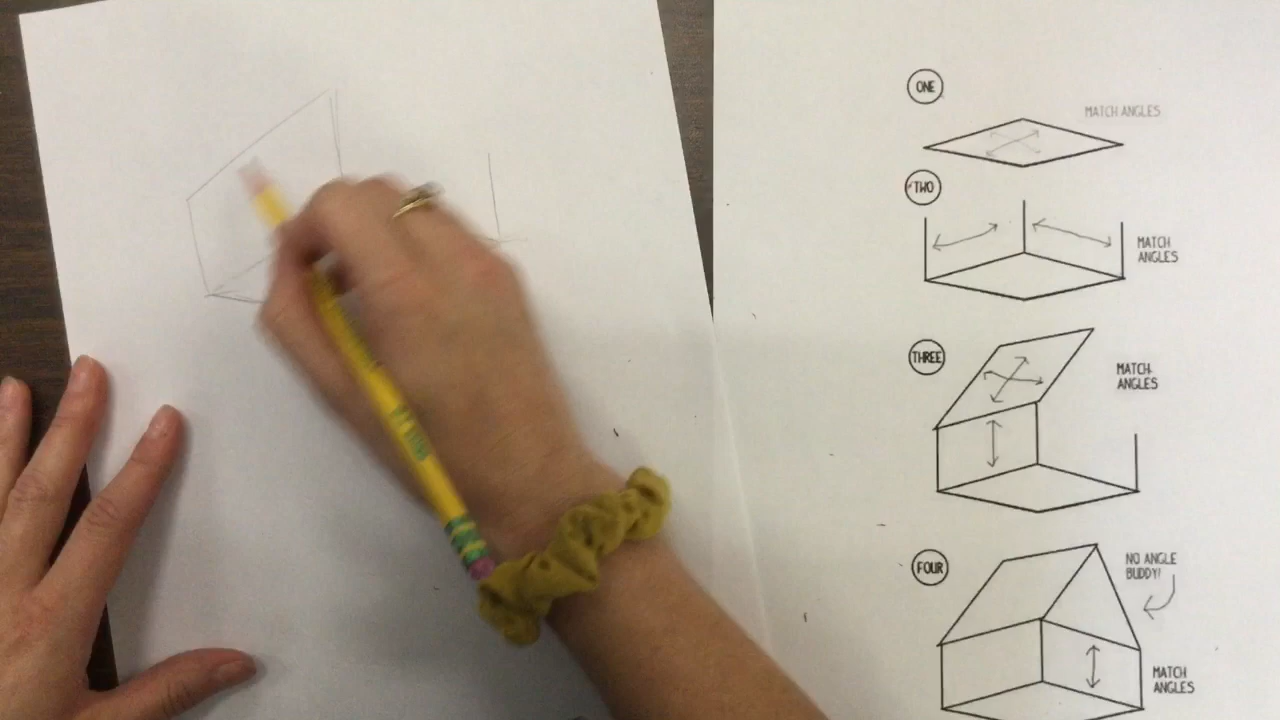 ONE
MATCH ANGLES
TWO
MATCH
ANGLES
THREE
MATCH
ANGLES
FOUR
NO ANGLE
BUDDY!
MATCH
ANGLES